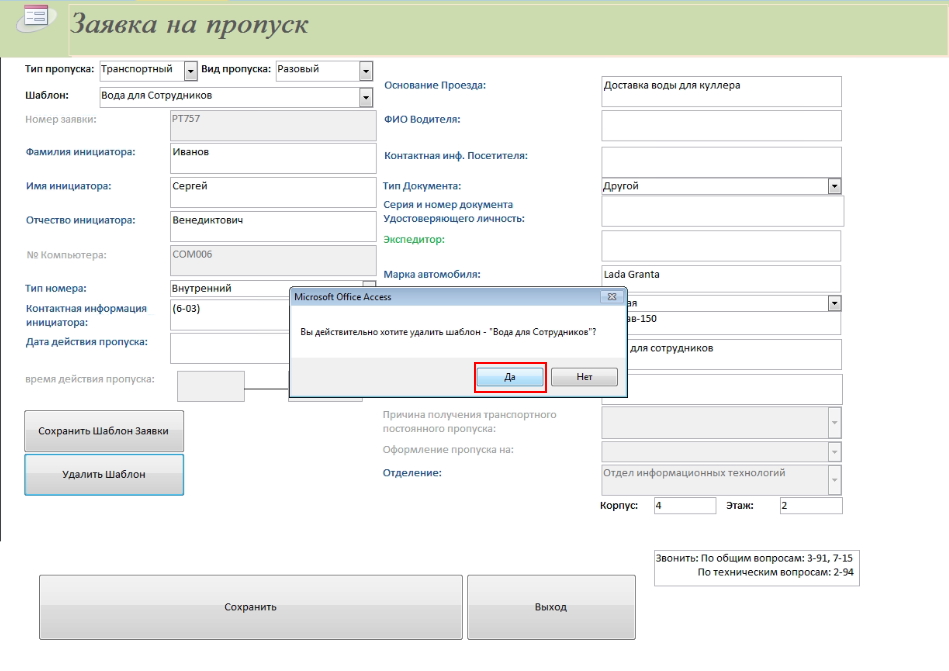 Заявка на пропуск
Тип пропуска: Транспортный Вид пропуска: Разовый
Шаблон: Вода для Сотрудников
Номер заявки: РТ757
Фамилия инициатора: Иванов
Имя инициатора: Сергей
Отчество инициатора: Венедиктович
№ Компьютера: COM006
Тип номера: Внутренний
Контактная информация
инициатора: (6-03)
Дата действия пропуска:
время действия пропуска:
Сохранить Шаблон Заявки
Удалить Шаблон
Основание Проезда: Доставка воды для куллера
ФИО Водителя:
Контактная инф. Посетителя:
Тип Документа: Другой
Серия и номер документа
Удостоверяющего личность:
Экспедитор:
Марка автомобиля: Lada Granta
ая
ав-150
для сотрудников
Microsoft Office Access
Вы действительно хотите удалить шаблон - "Вода для Сотрудников"?
Да Нет
Причина получения транспортного
постоянного пропуска:
Оформление пропуска на:
Отделение: Отдел информационных технологий
Корпус: 4 Этаж: 2
Звонить: По общим вопросам: 3-91, 7-15
По техническим вопросам: 2-94
Сохранить Выход